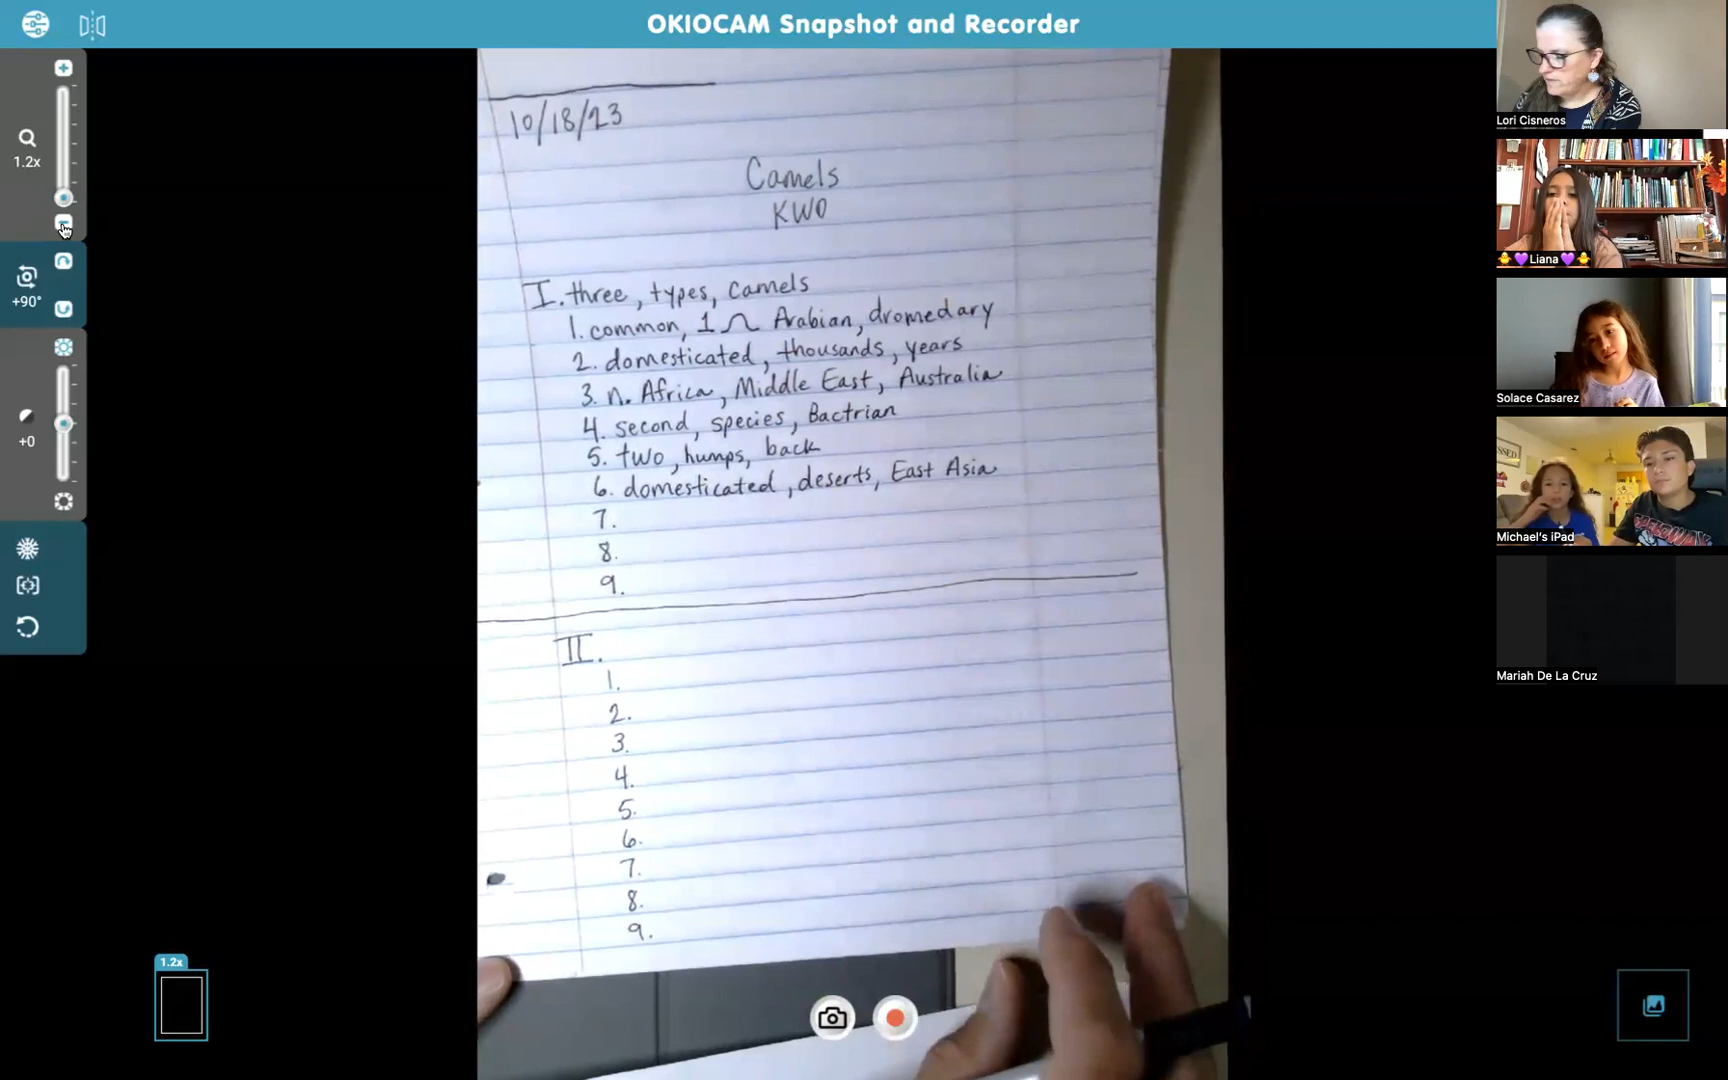 OKIOCAM Snapshot and Recorder
1.2x
+90°
+0
10/18/23
Camels
KWO
I. three, types, camels
1. common, 1 Arabian, dromedary
2. domesticated, thousands, years
3. n. Africa, Middle East, Australia
4. second, species, Bactrian
5. two, humps, back
6. domesticated, deserts, East Asia
7.
8.
9.
II.
1.
2.
3.
4.
5.
6.
7.
8.
9.
1.2x
Lori Cisneros
🐥💜Liana💜🐥
Solace Casarez
Michael's iPad
Mariah De La Cruz